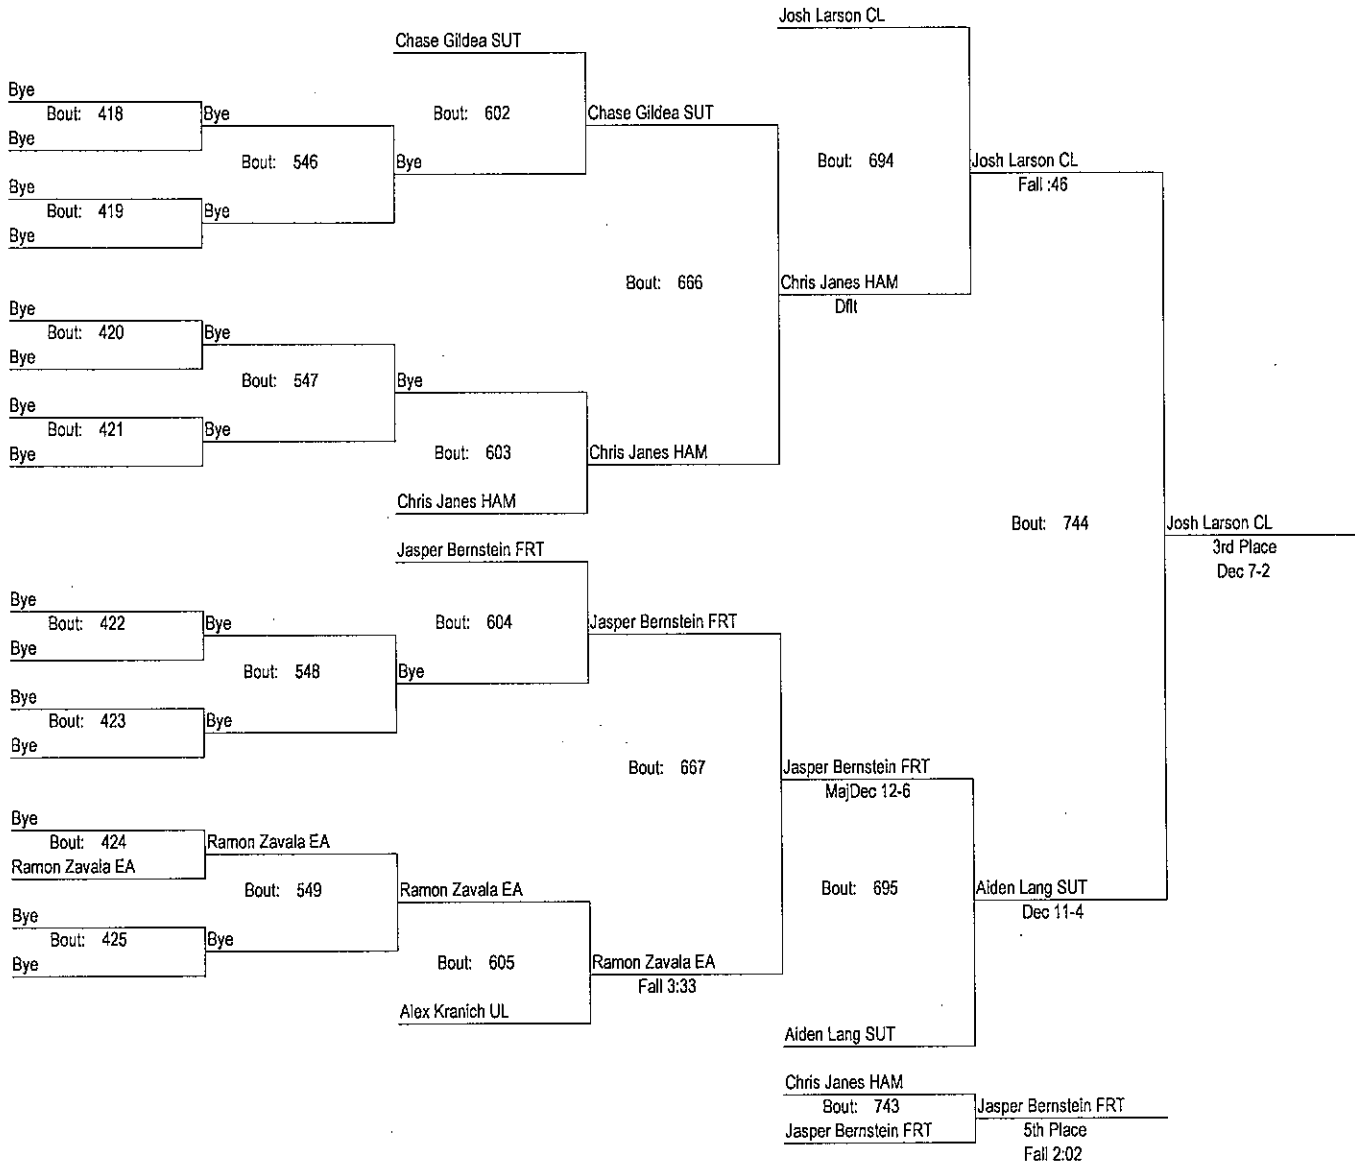 Josh Larson CL
Chase Gildea SUT
Bye
Bout: 418
Bye
Bye
Bout: 602
Chase Gildea SUT
Bout: 546
Bye
Bout: 694
Josh Larson CL
Fall :46
Bye
Bout: 419
Bye
Bye
Bout: 666
Chris Janes HAM
Dflt
Bye
Bout: 420
Bye
Bye
Bout: 547
Bye
Bye
Bout: 421
Bye
Bye
Bout: 603
Chris Janes HAM
Chris Janes HAM
Bout: 744
Josh Larson CL
3rd Place
Dec 7-2
Jasper Bernstein FRT
Bye
Bout: 422
Bye
Bye
Bout: 604
Jasper Bernstein FRT
Bout: 548
Bye
Bye
Bout: 423
Bye
Bye
Bout: 667
Jasper Bernstein FRT
MajDec 12-6
Bye
Bout: 424
Ramon Zavala EA
Ramon Zavala EA
Bout: 549
Ramon Zavala EA
Bout: 695
Aiden Lang SUT
Dec 11-4
Bye
Bout: 425
Bye
Bye
Bout: 605
Ramon Zavala EA
Fall 3:33
Alex Kranich UL
Aiden Lang SUT
Chris Janes HAM
Bout: 743
Jasper Bernstein FRT
Jasper Bernstein FRT
5th Place
Fall 2:02